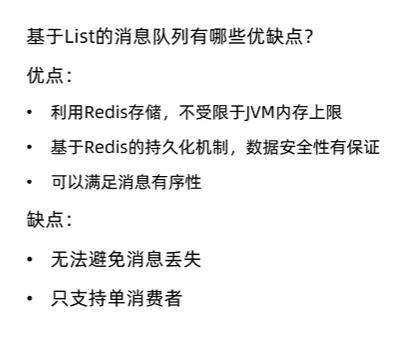 基于List的消息队列有哪些优缺点？
优点：
• 利用Redis存储，不受限于JVM内存上限
• 基于Redis的持久化机制，数据安全性有保证
• 可以满足消息有序性
缺点：
• 无法避免消息丢失
• 只支持单消费者